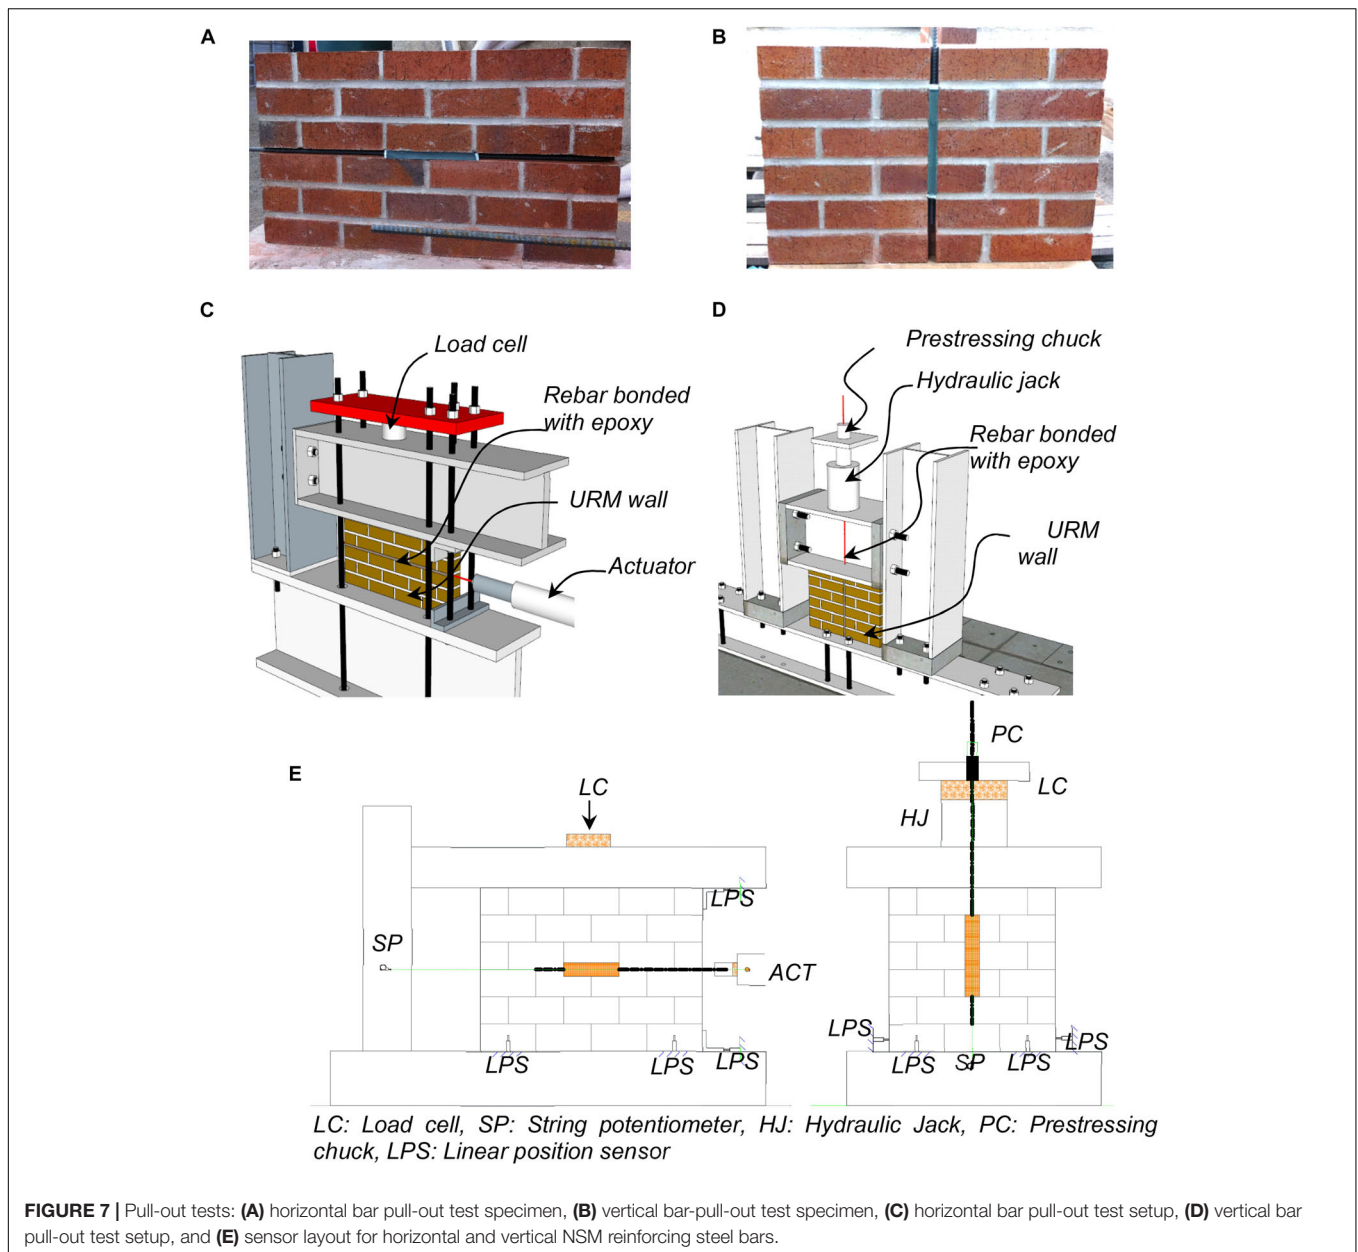 A
B
C
Load cell
Rebar bonded
with epoxy
URM wall
Actuator
D
Prestressing chuck
Hydraulic jack
Rebar bonded
with epoxy
URM
wall
E
LC
SP
LPS
ACT
LPS
LPS
LPS
PC
LC
HJ
LPS
LPS
LPS
SP
LPS
LC: Load cell, SP: String potentiometer, HJ: Hydraulic Jack, PC: Prestressing
chuck, LPS: Linear position sensor
FIGURE 7 | Pull-out tests: (A) horizontal bar pull-out test specimen, (B) vertical bar-pull-out test specimen, (C) horizontal bar pull-out test setup, (D) vertical bar
pull-out test setup, and (E) sensor layout for horizontal and vertical NSM reinforcing steel bars.